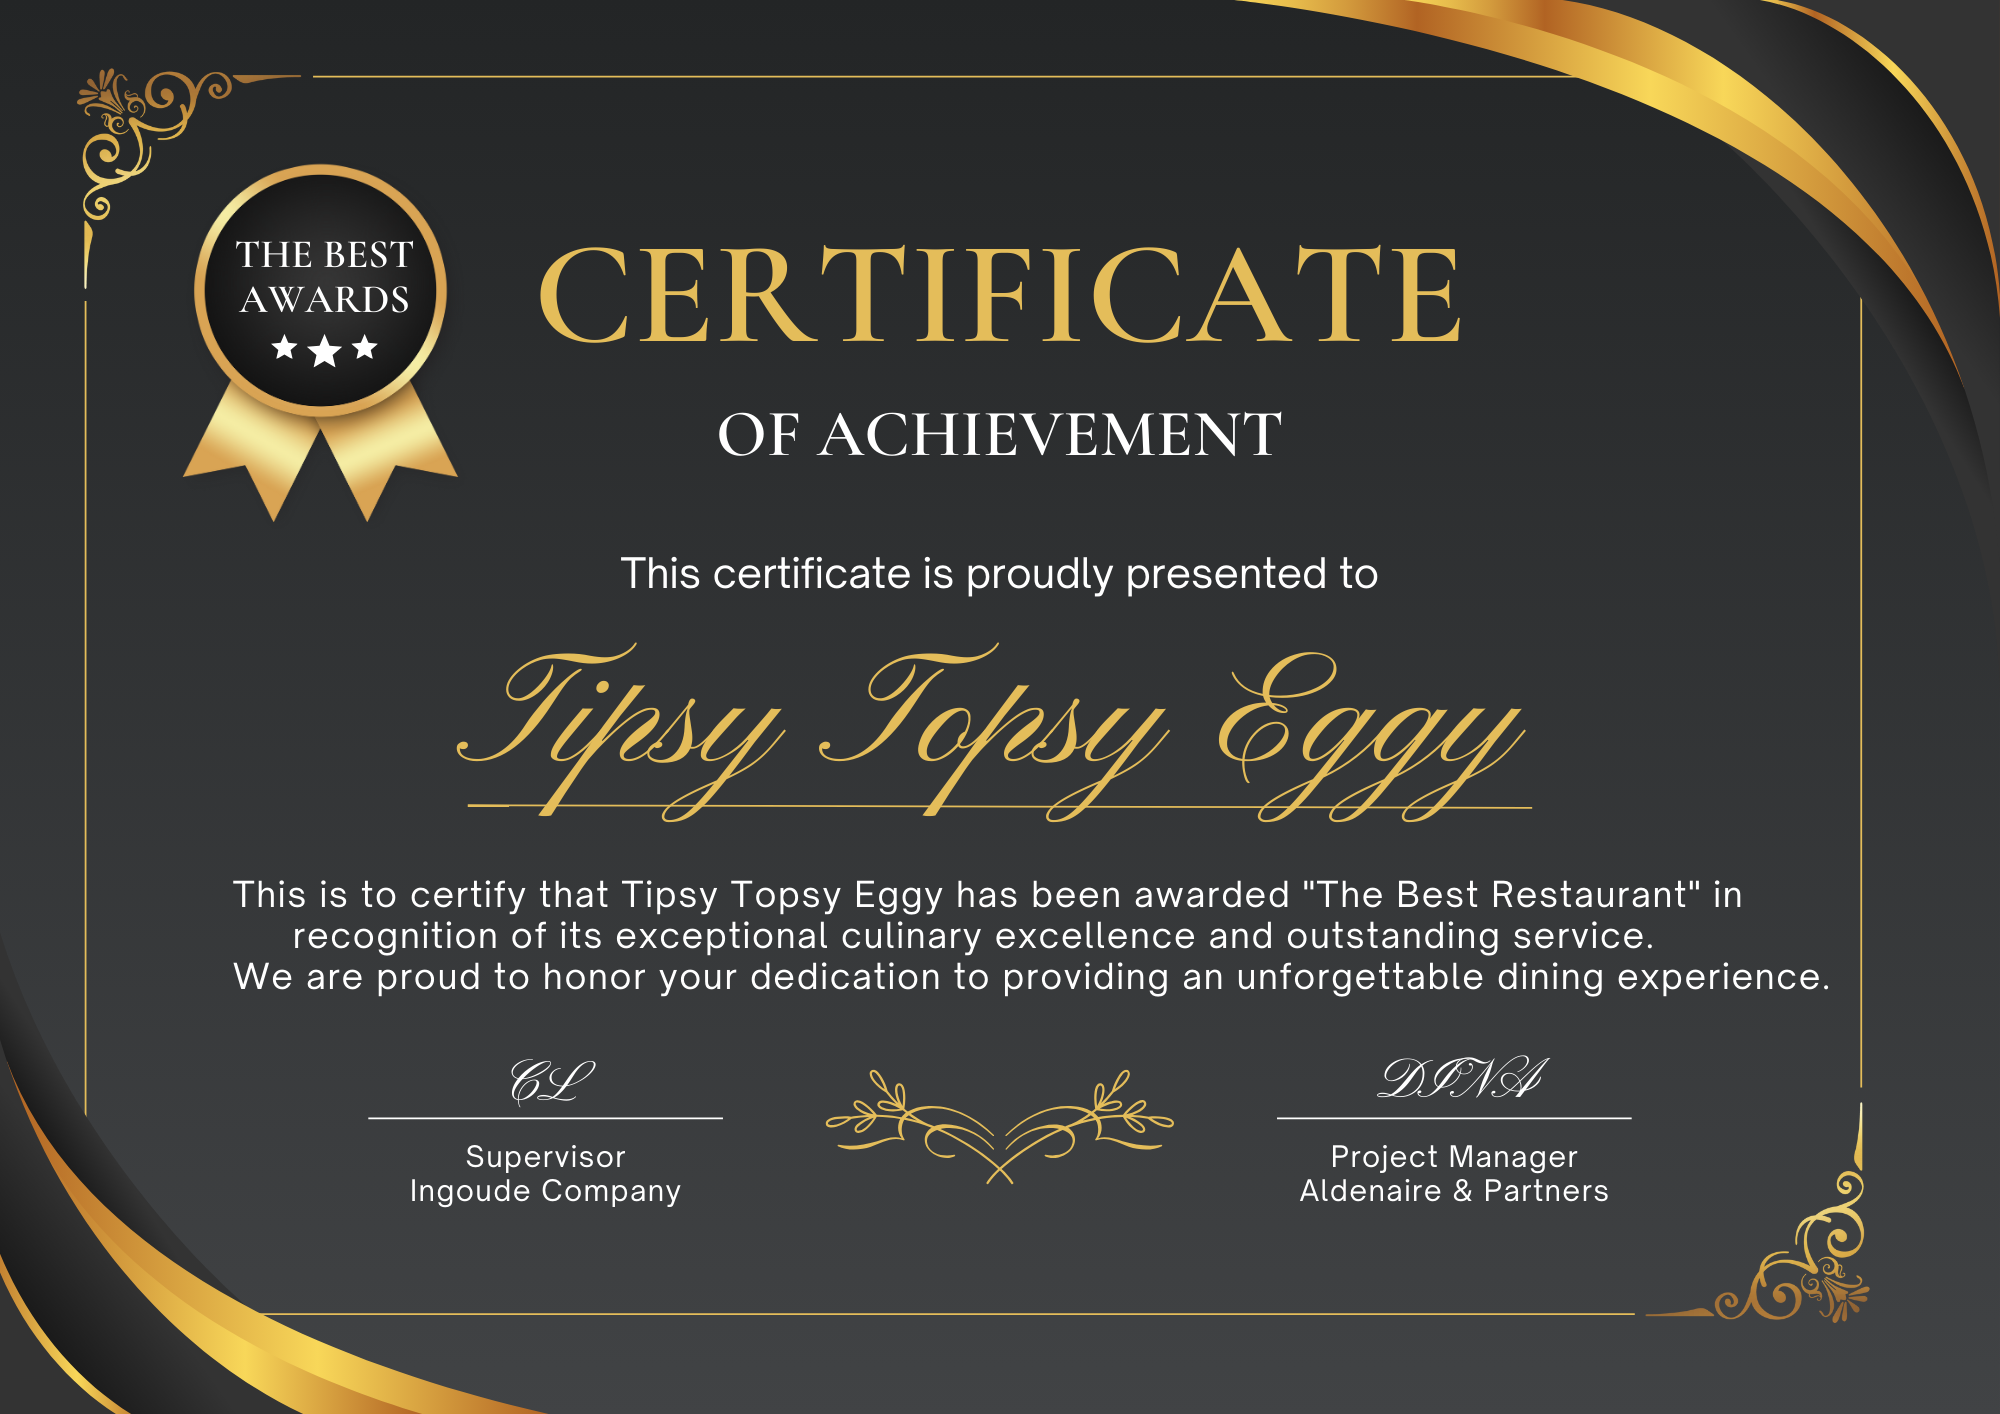 THE BEST
AWARDS
CERTIFICATE
OF ACHIEVEMENT
This certificate is proudly presented to
Tipsy Topsy Eggy
This is to certify that Tipsy Topsy Eggy has been awarded "The Best Restaurant" in
recognition of its exceptional culinary excellence and outstanding service.
We are proud to honor your dedication to providing an unforgettable dining experience.
CL
Supervisor
Ingoude Company
DINA
Project Manager
Aldenaire & Partners